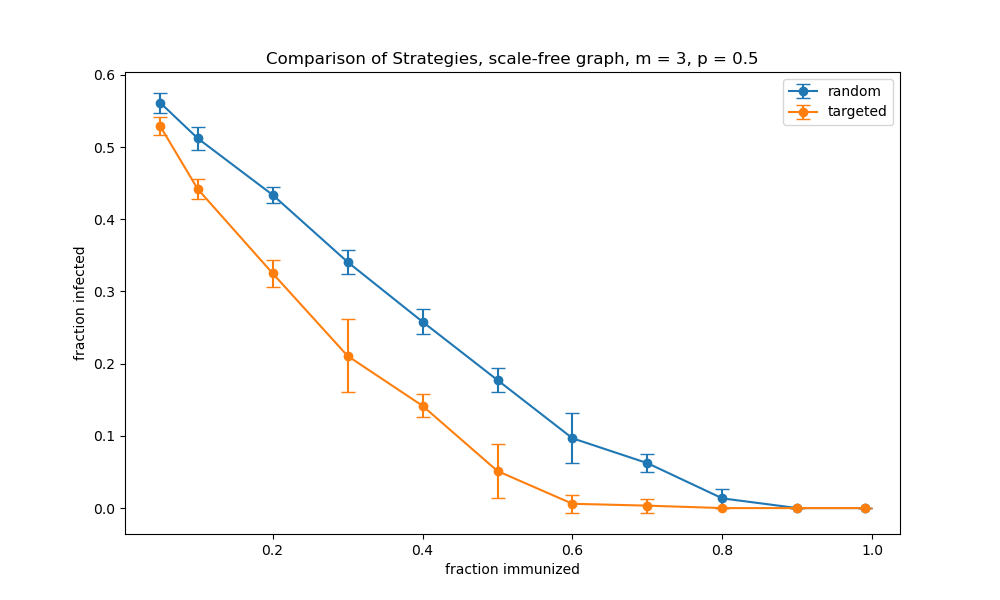 Comparison of Strategies, scale-free graph, m = 3, p = 0.5
random
targeted
fraction infected
0.6
0.5
0.4
0.3
0.2
0.1
0.0
0.2
0.4
0.6
0.8
1.0
fraction immunized